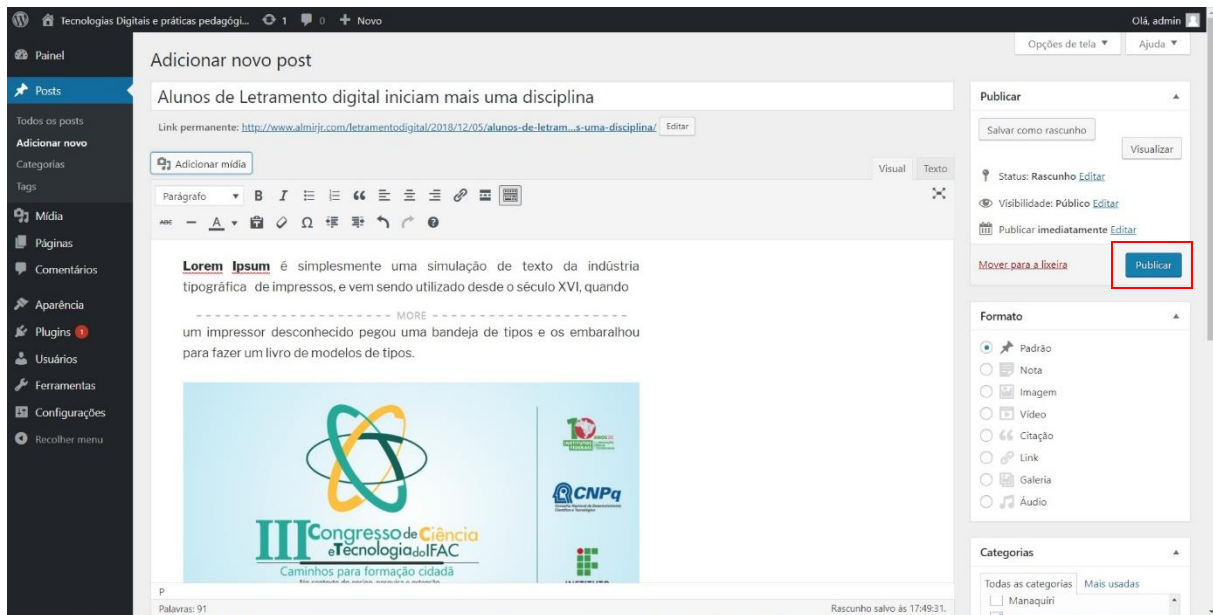 Tecnologias Digitais e práticas pedagógi... 1 0 + Novo
Olá, admin
Painel
Posts
Todos os posts
Adicionar novo
Categorias
Tags
Mídia
Páginas
Comentários
Aparência
Plugins 1
Usuários
Ferramentas
Configurações
Recolher menu
Opções de tela
Ajuda
Adicionar novo post
Alunos de Letramento digital iniciam mais uma disciplina
Link permanente: http://www.almirjr.com/letramentodigital/2018/12/05/alunos-de-letram...s-uma-disciplina/ Editar
Adicionar mídia
Visual Texto
Parágrafo B I
ABC A Ω
Lorem Ipsum é simplesmente uma simulação de texto da indústria
tipográfica de impressos, e vem sendo utilizado desde o século XVI, quando
MORE
um impressor desconhecido pegou uma bandeja de tipos e os embaralhou
para fazer um livro de modelos de tipos.
CNPq
III Congresso de Ciência
e Tecnologia do IFAC
Caminhos para formação cidadã
P
Palavras: 91
Rascunho salvo às 17:49:31.
Publicar
Salvar como rascunho
Visualizar
Status: Rascunho Editar
Visibilidade: Público Editar
Publicar imediatamente Editar
Mover para a lixeira
Publicar
Formato
Padrão
Nota
Imagem
Vídeo
Citação
Link
Galeria
Áudio
Categorias
Todas as categorias Mais usadas
Manaquiri